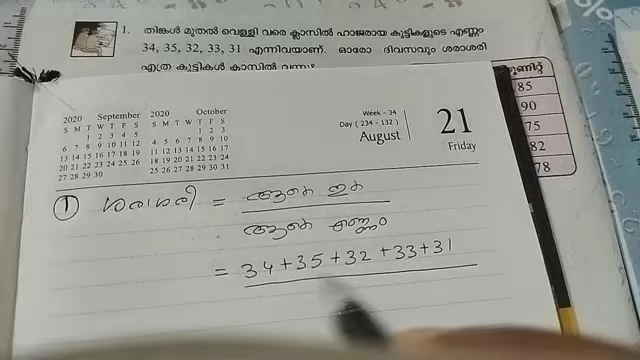 1. തിങ്കൾ മുതൽ വെള്ളി വരെ ക്ലാസിൽ ഹാജരായ കുട്ടികളുടെ എണ്ണം
34, 35, 32, 33, 31 എന്നിവയാണ്. ഓരോ ദിവസവും ശരാശരി
എത്ര കുട്ടികൾ ക്ലാസിൽ വന്നു?
85
90
75
82
78
2020 September
S M T W T F S
1 2 3 4 5
6 7 8 9 10 11 12
13 14 15 16 17 18 19
20 21 22 23 24 25 26
27 28 29 30
2020 October
S M T W T F S
1 2 3
4 5 6 7 8 9 10
11 12 13 14 15 16 17
18 19 20 21 22 23 24
25 26 27 28 29 30 31
Week - 34
Day (234 - 132)
August
21
Friday
1 ശരാശരി = ആകെ തുക
ആകെ എണ്ണം
= 34+35+32+33+31